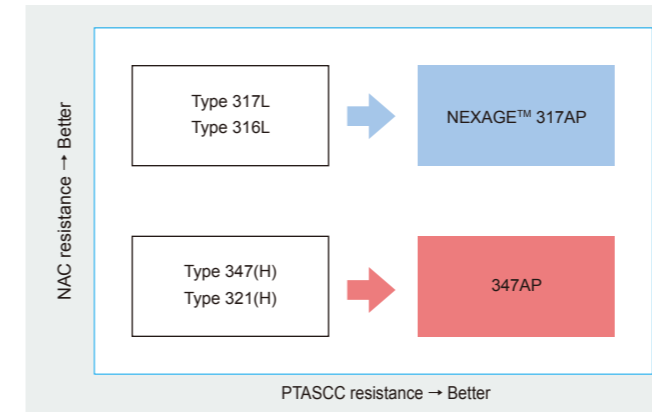 NAC resistance → Better
Type 317L
Type 316L
NEXAGE™ 317AP
Type 347(H)
Type 321(H)
347AP
PTASCC resistance → Better